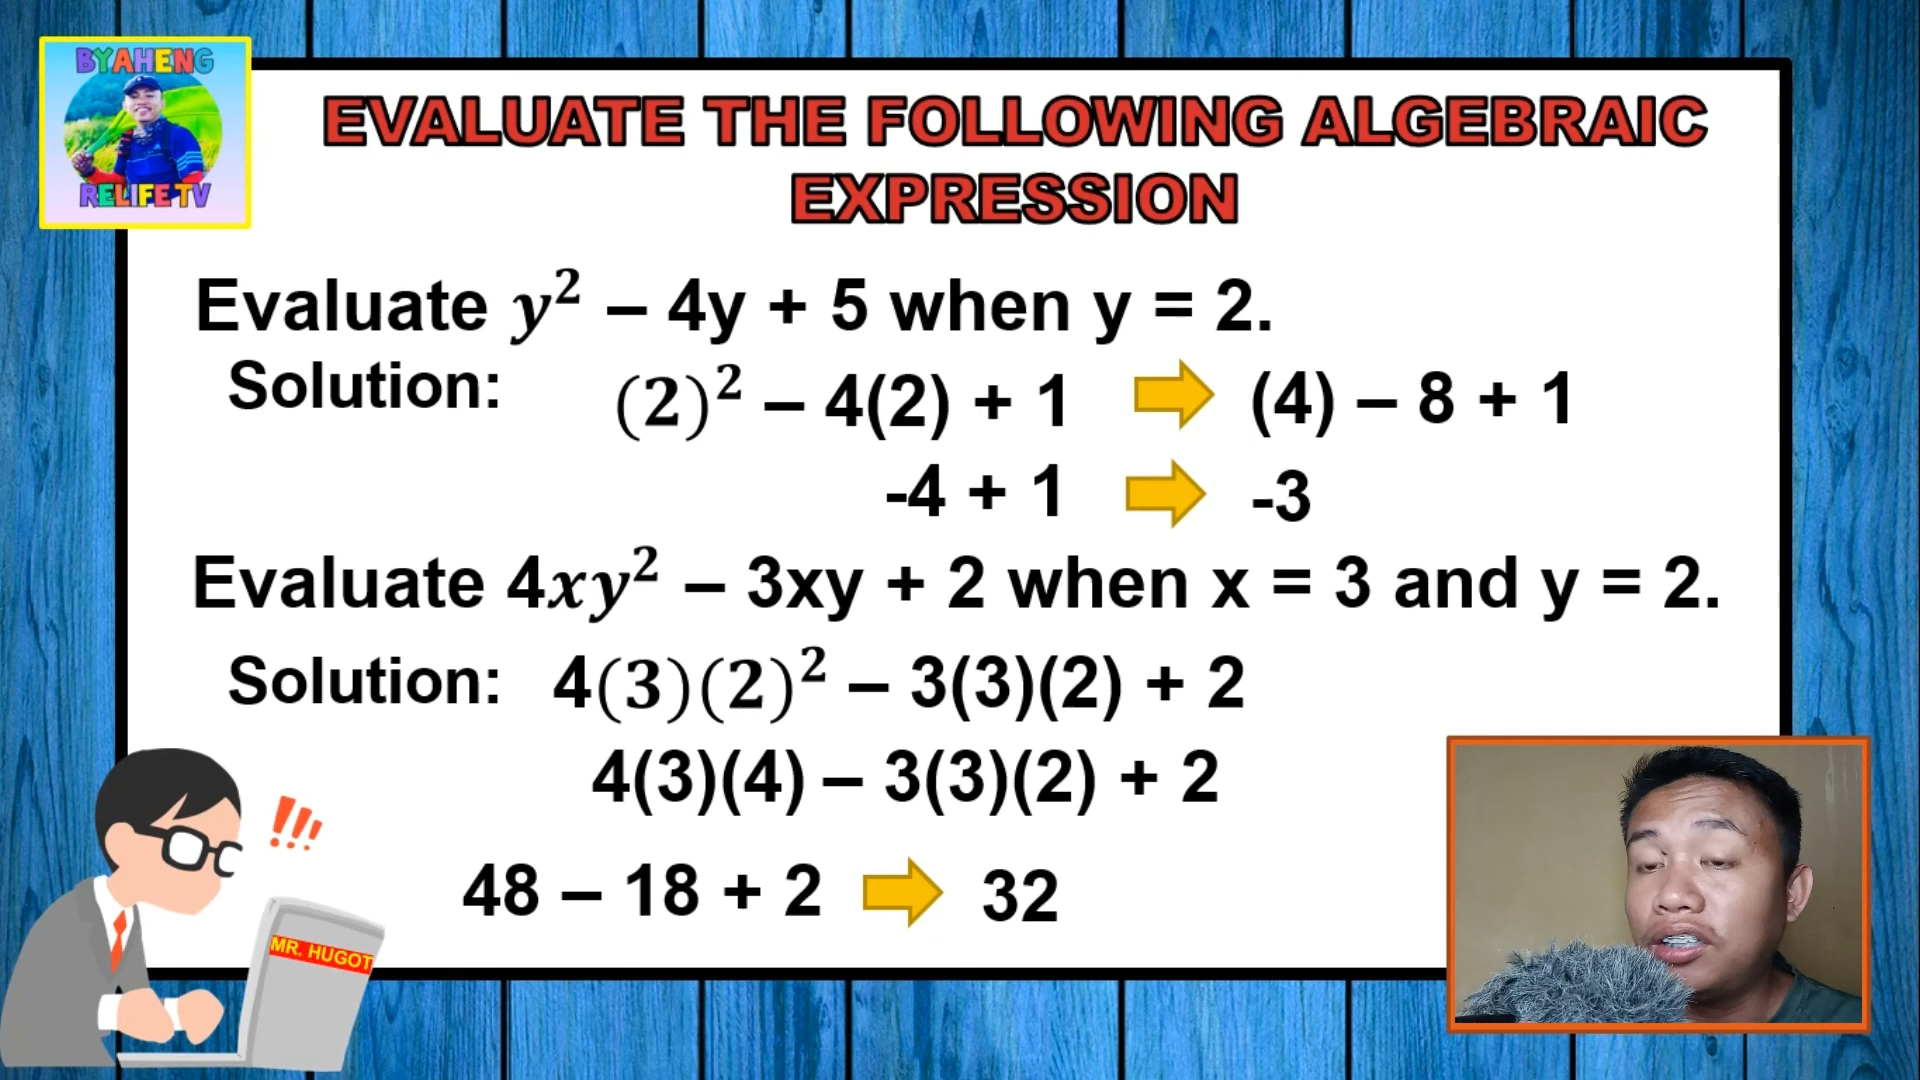 BYAHENG
RELIFE TV
EVALUATE THE FOLLOWING ALGEBRAIC
EXPRESSION
Evaluate y² – 4y + 5 when y = 2.
Solution: (2)² – 4(2) + 1 ➡ (4) – 8 + 1
-4 + 1 ➡ -3
Evaluate 4xy² – 3xy + 2 when x = 3 and y = 2.
Solution: 4(3)(2)² – 3(3)(2) + 2
4(3)(4) – 3(3)(2) + 2
48 – 18 + 2 ➡ 32
!!!
MR. HUGOT